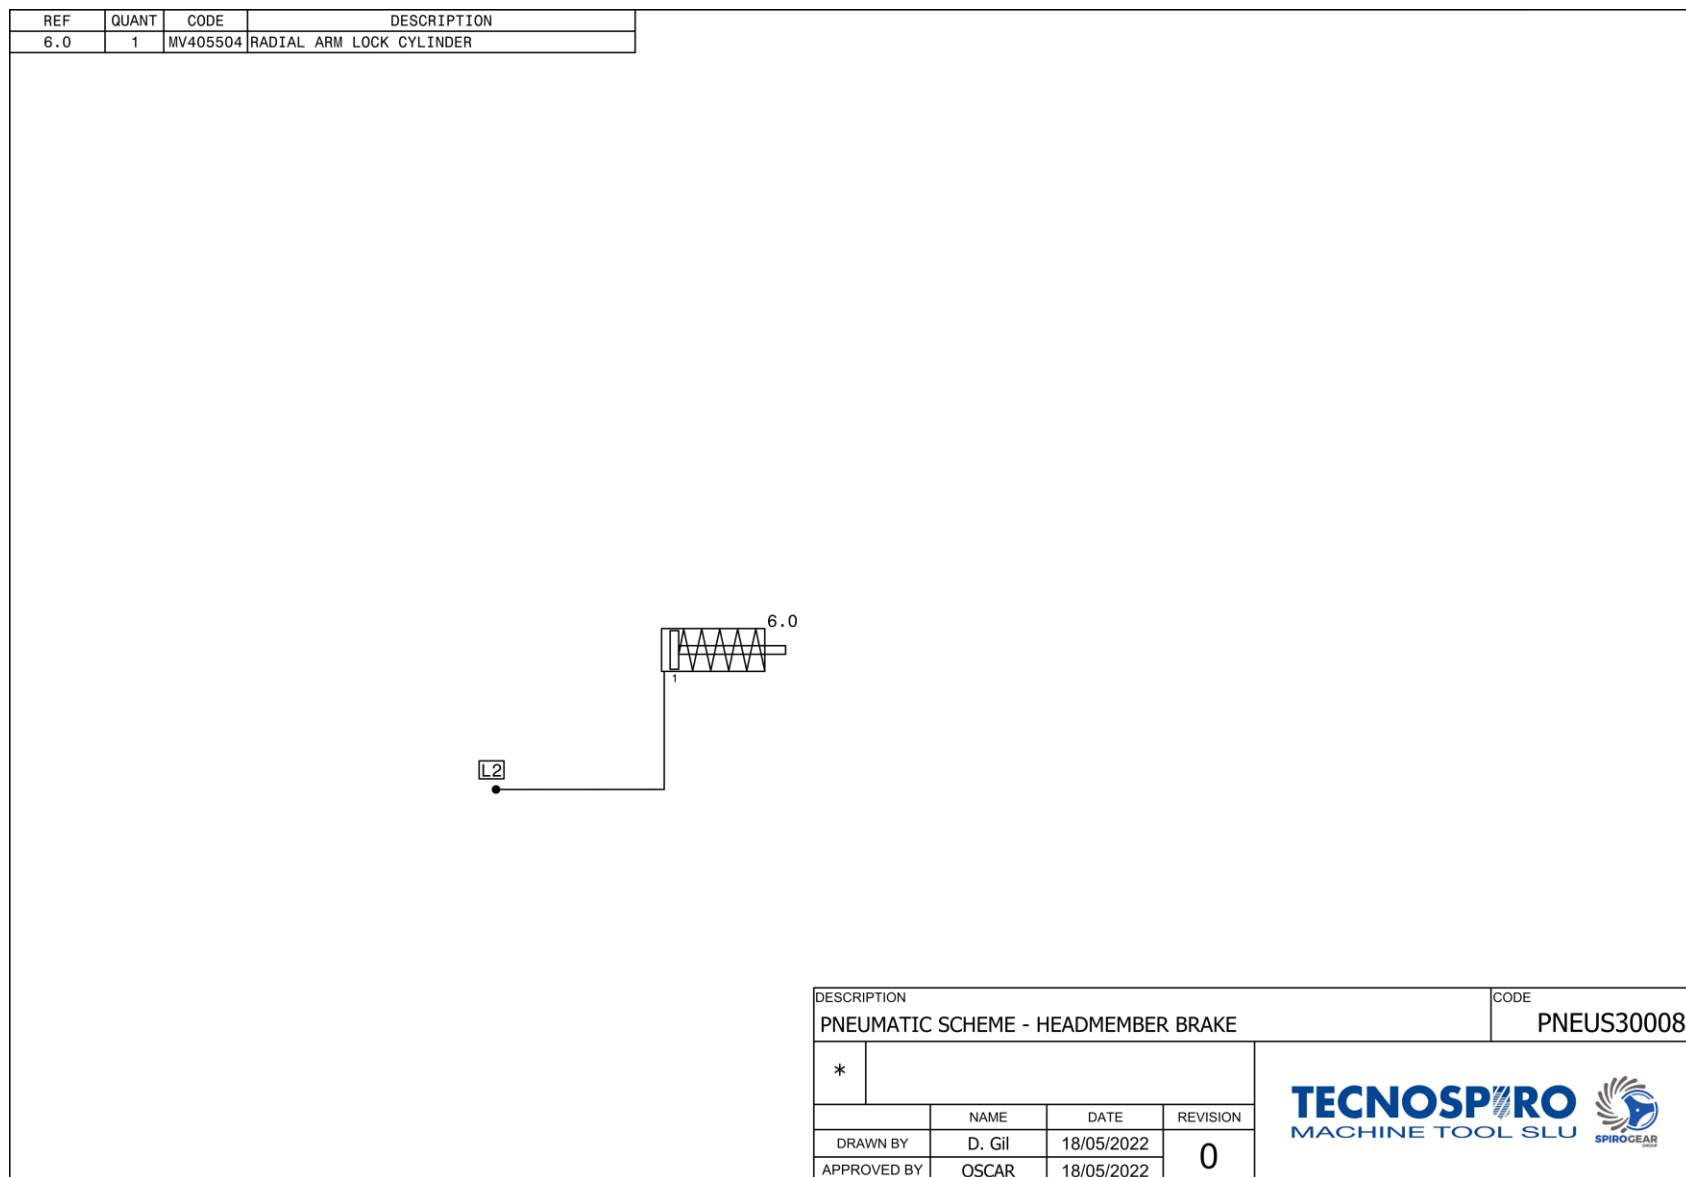 REF QUANT CODE DESCRIPTION
6.0 1 MV405504 RADIAL ARM LOCK CYLINDER
6.0
1
L2
DESCRIPTION CODE
PNEUMATIC SCHEME - HEADMEMBER BRAKE PNEUS30008
*
NAME DATE REVISION
DRAWN BY D. Gil 18/05/2022 0
APPROVED BY OSCAR 18/05/2022
TECNOSPIRO
MACHINE TOOL SLU
SPIROGEAR
GROUP